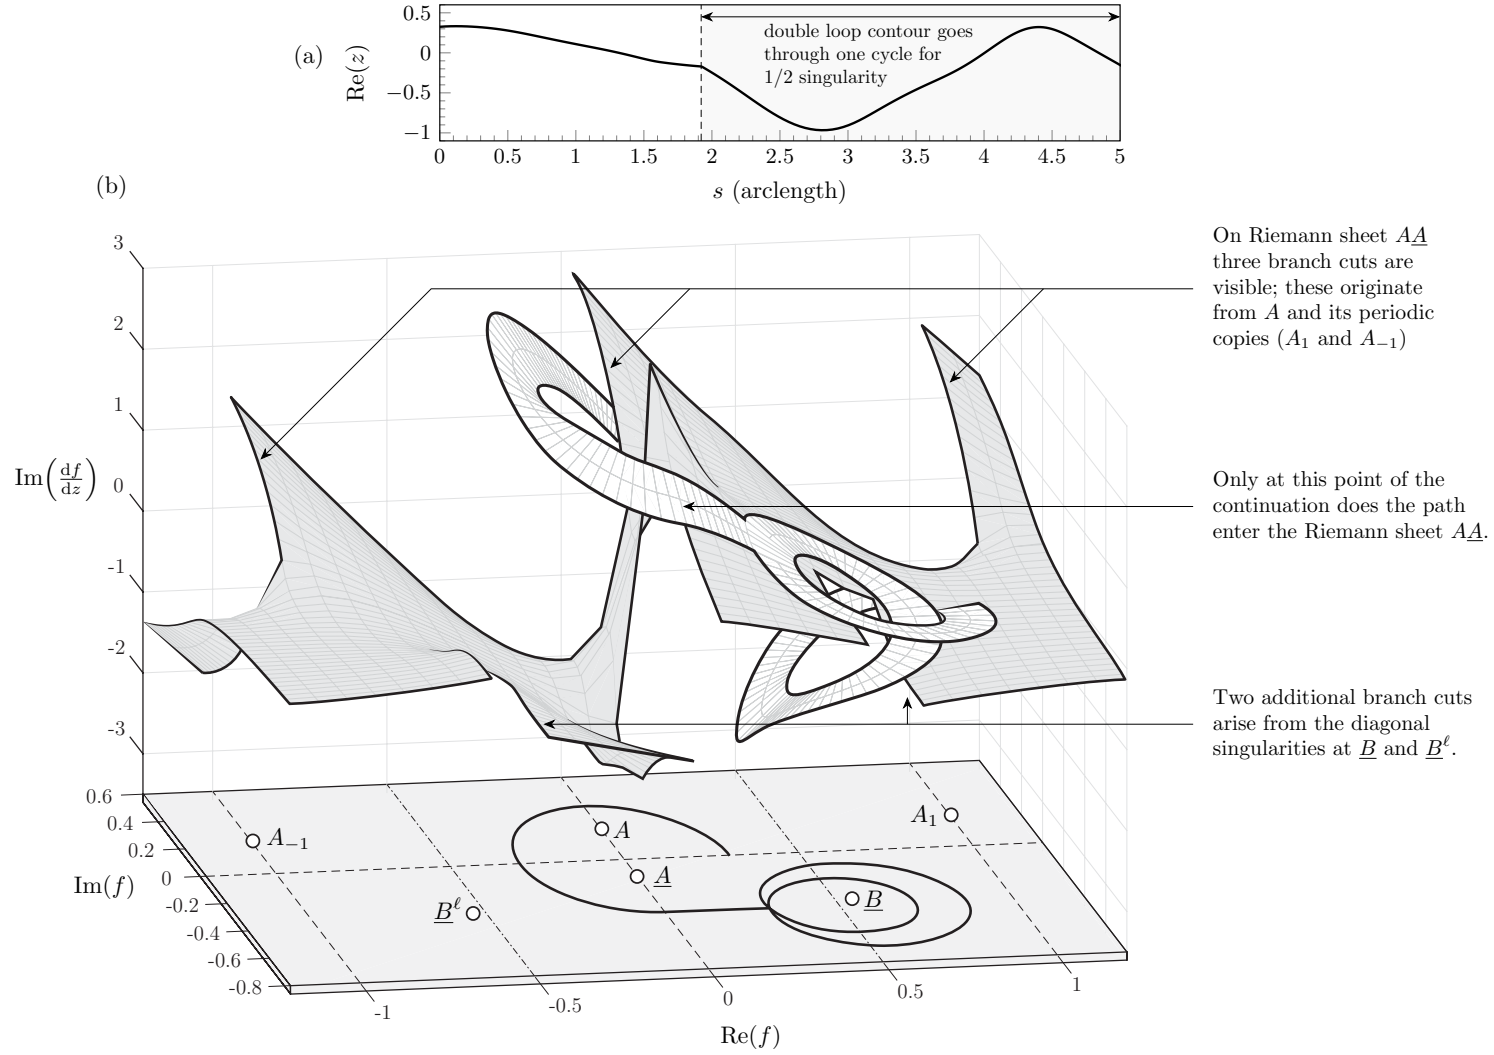 (a)
Re(z)
0.5
0
−0.5
−1
double loop contour goes
through one cycle for
1/2 singularity
0 0.5 1 1.5 2 2.5 3 3.5 4 4.5 5
s (arclength)
(b)
3
2
1
0
-1
-2
-3
Im(df/dz)
On Riemann sheet AA̲
three branch cuts are
visible; these originate
from A and its periodic
copies (A₁ and A₋₁)
Only at this point of the
continuation does the path
enter the Riemann sheet AA̲.
Two additional branch cuts
arise from the diagonal
singularities at B̲ and B̲ˡ.
0.6
0.4
0.2
0
-0.2
-0.4
-0.6
-0.8
Im(f)
A₋₁
A
A̲
A₁
B̲ˡ
B̲
-1 -0.5 0 0.5 1
Re(f)